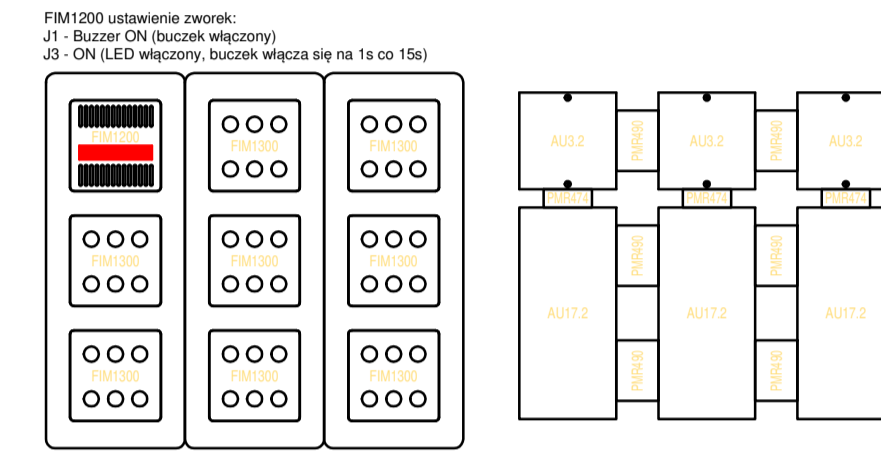 FIM1200 ustawienie zworek:
J1 - Buzzer ON (buczek włączony)
J3 - ON (LED włączony, buczek włącza się na 1s co 15s)
FIM1200
FIM1300
FIM1300
FIM1300
FIM1300
FIM1300
FIM1300
FIM1300
FIM1300
AU3.2
PMR490
AU3.2
PMR490
AU3.2
PMR474
PMR474
PMR474
PMR490
PMR490
AU17.2
AU17.2
AU17.2
PMR490
PMR490